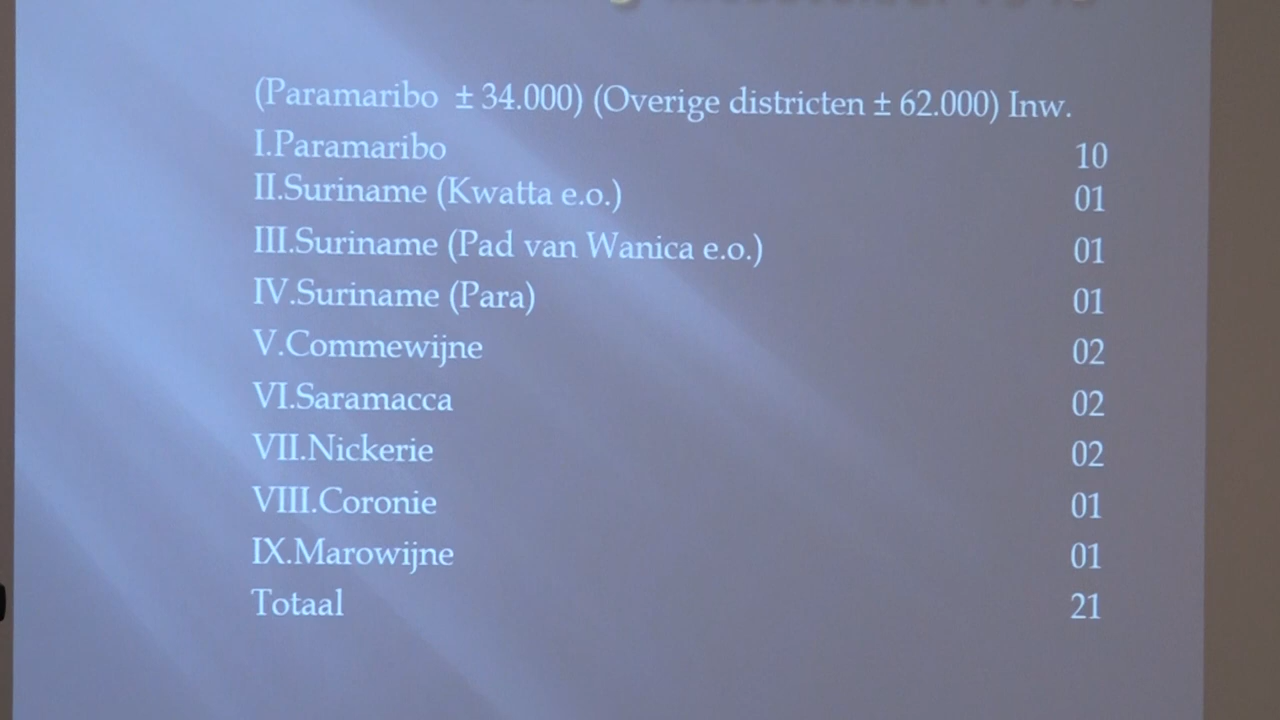 (Paramaribo ± 34.000) (Overige districten ± 62.000) Inw.
I.Paramaribo 10
II.Suriname (Kwatta e.o.) 01
III.Suriname (Pad van Wanica e.o.) 01
IV.Suriname (Para) 01
V.Commewijne 02
VI.Saramacca 02
VII.Nickerie 02
VIII.Coronie 01
IX.Marowijne 01
Totaal 21